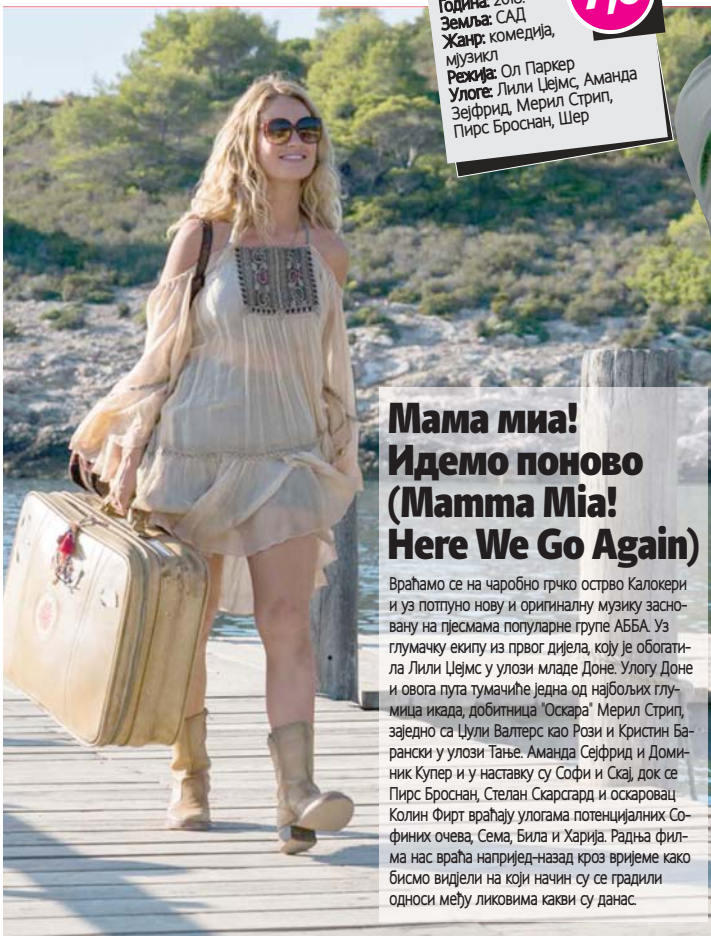 Година: 2018.
Земља: САД
Жанр: комедија,
мјузикл
Режија: Ол Паркер
Улоге: Лили Џејмс, Аманда
Зејфрид, Мерил Стрип,
Пирс Броснан, Шер
Мама миа!
Идемо поново
(Mamma Mia!
Here We Go Again)
Враћамо се на чаробно грчко острво Калокери
и уз потпуно нову и оригиналну музику засно-
вану на пјесмама популарне групе АББА. Уз
глумачку екипу из првог дијела, коју је обогати-
ла Лили Џејмс у улози младе Доне. Улогу Доне
и овога пута тумачиће једна од најбољих глу-
мица икада, добитница "Оскара" Мерил Стрип,
заједно са Џули Валтерс као Рози и Кристин Ба-
рански у улози Тање. Аманда Сејфрид и Доми-
ник Купер и у наставку су Софи и Скај, док се
Пирс Броснан, Стелан Скарсгард и оскаровац
Колин Фирт враћају улогама потенцијалних Со-
финих очева, Сема, Била и Харија. Радња фил-
ма нас враћа напријед-назад кроз вријеме како
бисмо видјели на који начин су се градили
односи међу ликовима какви су данас.